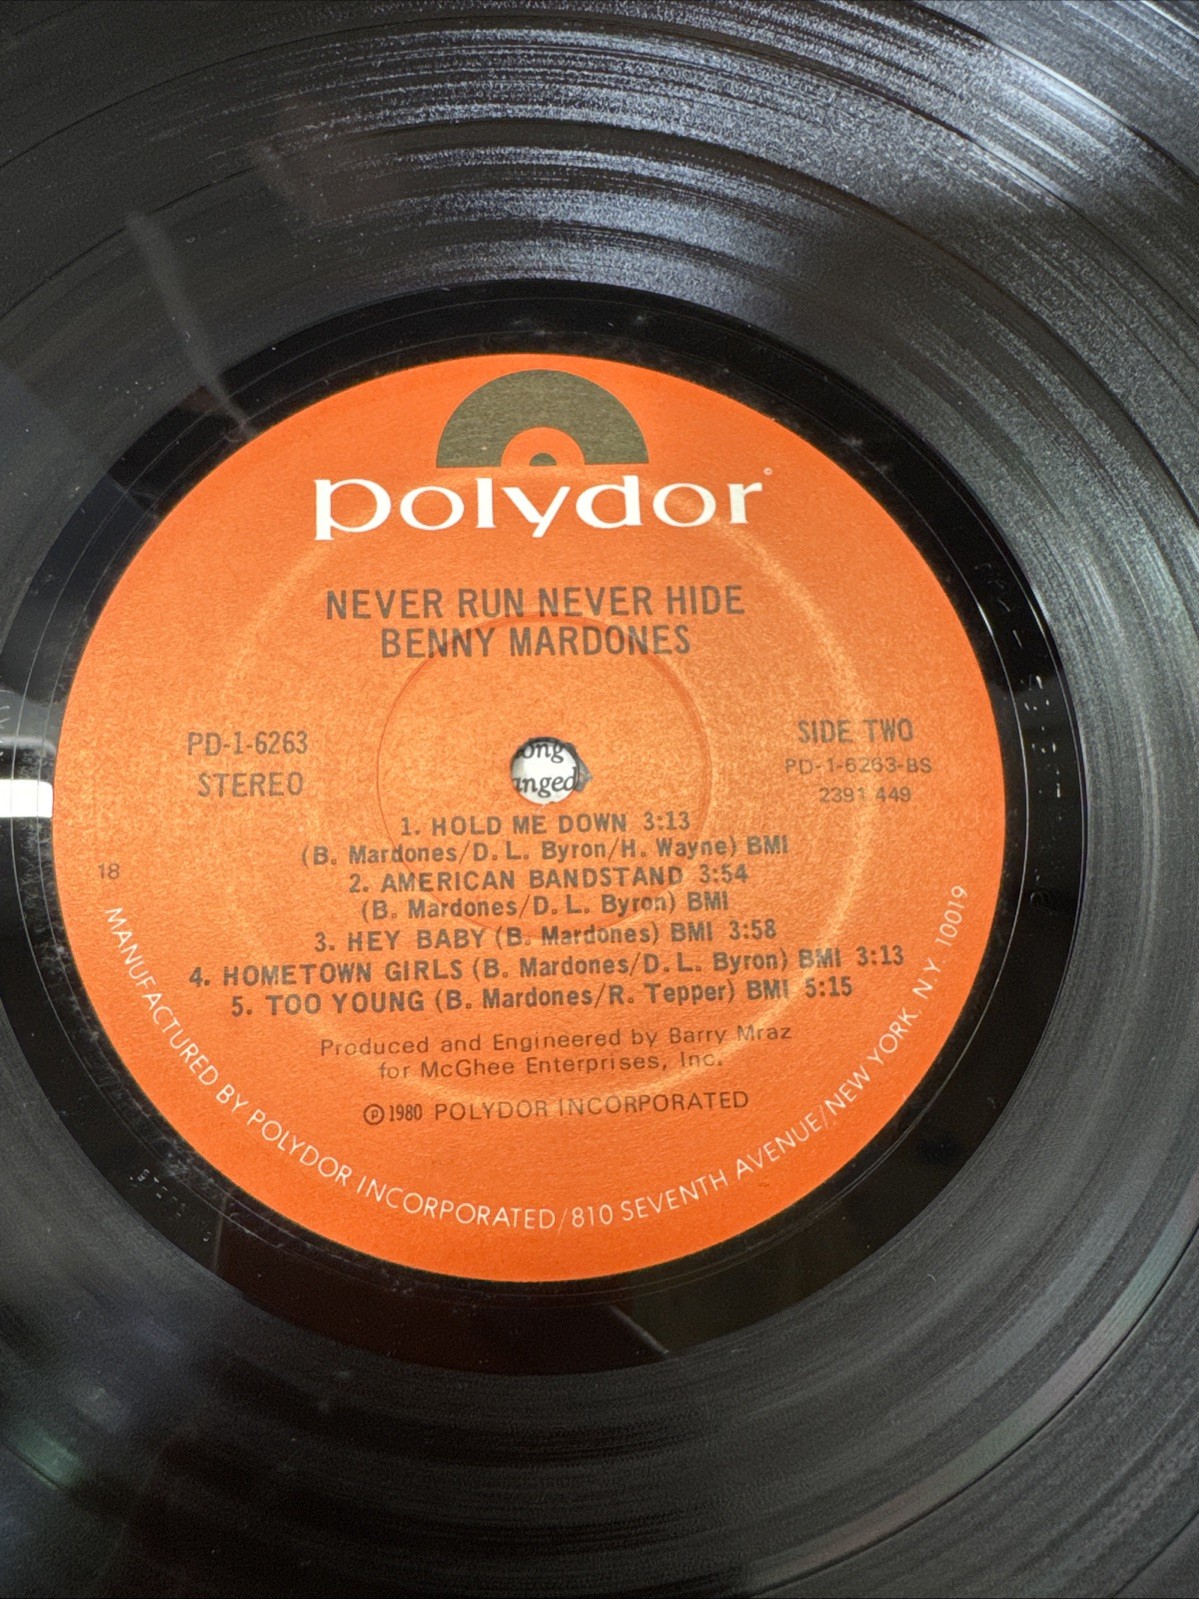 polydor
NEVER RUN NEVER HIDE
BENNY MARDONES
PD-1-6263
STEREO
SIDE TWO
PD-1-6263-BS
2391 449
ong
anged
1. HOLD ME DOWN 3:13
(B. Mardones/D. L. Byron/H. Wayne) BMI
2. AMERICAN BANDSTAND 3:54
(B. Mardones/D. L. Byron) BMI
3. HEY BABY (B. Mardones) BMI 3:58
4. HOMETOWN GIRLS (B. Mardones/D. L. Byron) BMI 3:13
5. TOO YOUNG (B. Mardones/R. Tepper) BMI 5:15
18
Produced and Engineered by Barry Mraz
for McGhee Enterprises, Inc.
℗ 1980 POLYDOR INCORPORATED
MANUFACTURED BY POLYDOR INCORPORATED/810 SEVENTH AVENUE/NEW YORK, N.Y. 10019